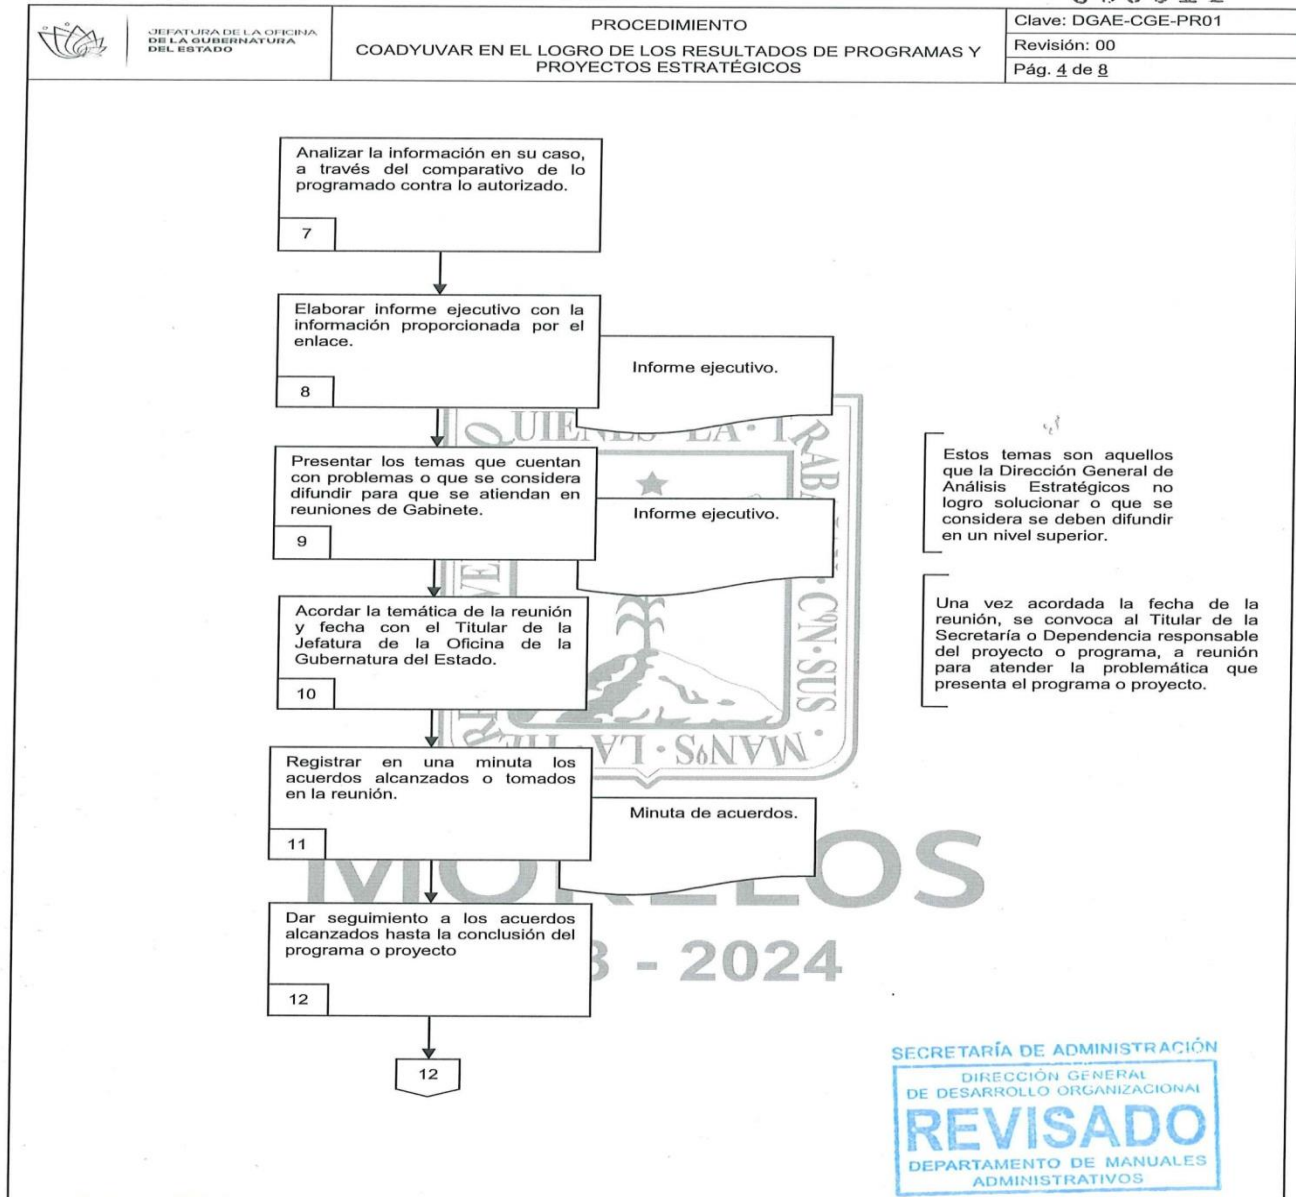 JEFATURA DE LA OFICINA
DE LA GUBERNATURA
DEL ESTADO
PROCEDIMIENTO
COADYUVAR EN EL LOGRO DE LOS RESULTADOS DE PROGRAMAS Y
PROYECTOS ESTRATÉGICOS
Clave: DGAE-CGE-PR01
Revisión: 00
Pág. 4 de 8
Analizar la información en su caso,
a través del comparativo de lo
programado contra lo autorizado.
7
Elaborar informe ejecutivo con la
información proporcionada por el
enlace.
8
Informe ejecutivo.
Presentar los temas que cuentan
con problemas o que se considera
difundir para que se atiendan en
reuniones de Gabinete.
9
Informe ejecutivo.
Estos temas son aquellos
que la Dirección General de
Análisis Estratégicos no
logro solucionar o que se
considera se deben difundir
en un nivel superior.
Acordar la temática de la reunión
y fecha con el Titular de la
Jefatura de la Oficina de la
Gubernatura del Estado.
10
Una vez acordada la fecha de la
reunión, se convoca al Titular de la
Secretaría o Dependencia responsable
del proyecto o programa, a reunión
para atender la problemática que
presenta el programa o proyecto.
Registrar en una minuta los
acuerdos alcanzados o tomados
en la reunión.
11
Minuta de acuerdos.
Dar seguimiento a los acuerdos
alcanzados hasta la conclusión del
programa o proyecto
12
12
LA
CON·SUS
MANOS·LA·
- 2024
SECRETARÍA DE ADMINISTRACIÓN
DIRECCIÓN GENERAL
DE DESARROLLO ORGANIZACIONAL
REVISADO
DEPARTAMENTO DE MANUALES
ADMINISTRATIVOS